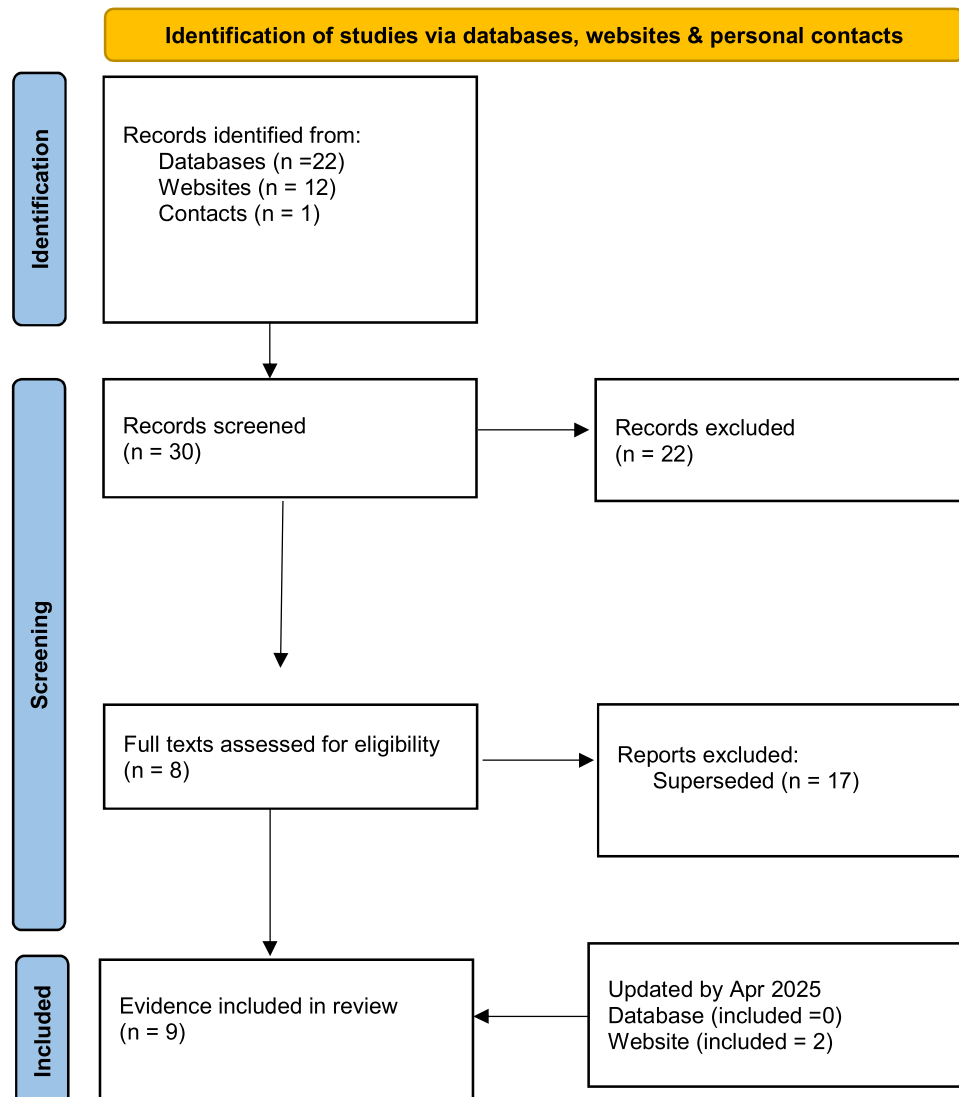 Identification of studies via databases, websites & personal contacts
Identification
Records identified from:
Databases (n =22)
Websites (n = 12)
Contacts (n = 1)
Screening
Records screened
(n = 30)
Records excluded
(n = 22)
Full texts assessed for eligibility
(n = 8)
Reports excluded:
Superseded (n = 17)
Included
Evidence included in review
(n = 9)
Updated by Apr 2025
Database (included =0)
Website (included = 2)